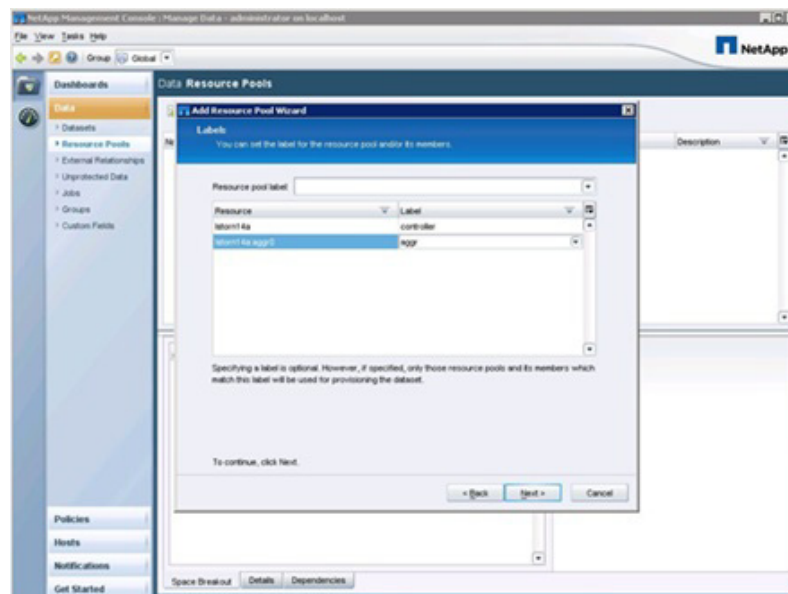 NetApp Management Console : Manage Data - administrator on localhost
File View Tasks Help
Group Global
NetApp
Dashboards
Data
Datasets
Resource Pools
External Relationships
Unprotected Data
Jobs
Groups
Custom Fields
Policies
Hosts
Notifications
Get Started
Data Resource Pools
Description
Add Resource Pool Wizard
Labels
You can set the label for the resource pool and/or its members.
Resource pool label:
Resource Label
controller
aggr
Specifying a label is optional. However, if specified, only those resource pools and its members which
match this label will be used for provisioning the dataset.
To continue, click Next.
< Back Next > Cancel
Space Breakout Details Dependencies